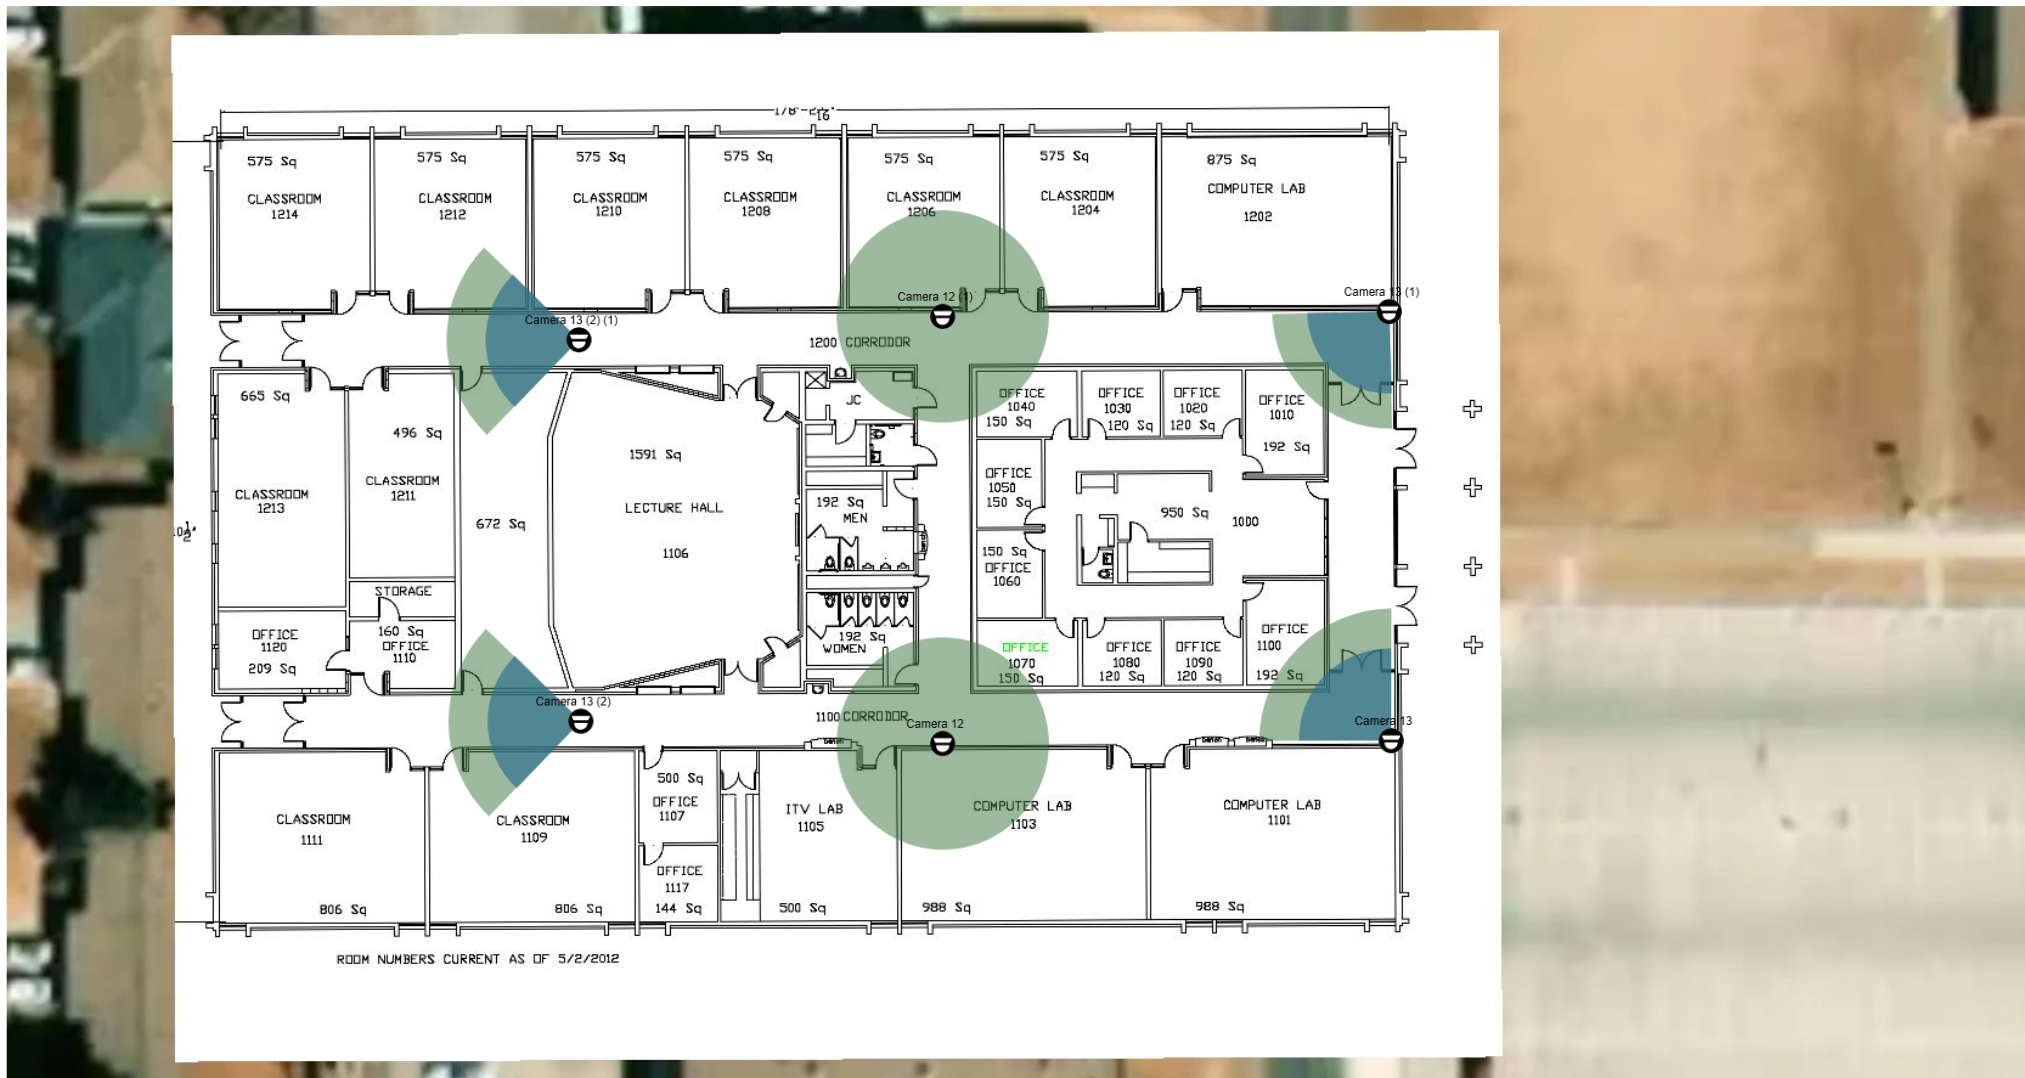 575 Sq
CLASSROOM
1214
575 Sq
CLASSROOM
1212
575 Sq
CLASSROOM
1210
575 Sq
CLASSROOM
1208
575 Sq
CLASSROOM
1206
575 Sq
CLASSROOM
1204
875 Sq
COMPUTER LAB
1202
Camera 13 (2) (1)
Camera 12 (1)
Camera 13 (1)
1200 CORRODOR
665 Sq
CLASSROOM
1213
496 Sq
CLASSROOM
1211
672 Sq
1591 Sq
LECTURE HALL
1106
JC
192 Sq
MEN
192 Sq
WOMEN
OFFICE
1040
150 Sq
OFFICE
1030
120 Sq
OFFICE
1020
120 Sq
OFFICE
1010
192 Sq
OFFICE
1050
150 Sq
950 Sq
1000
150 Sq
OFFICE
1060
STORAGE
OFFICE
1120
209 Sq
160 Sq
OFFICE
1110
OFFICE
1070
150 Sq
OFFICE
1080
120 Sq
OFFICE
1090
120 Sq
OFFICE
1100
192 Sq
Camera 13 (2)
1100 CORRODOR
Camera 12
Camera 13
CLASSROOM
1111
806 Sq
CLASSROOM
1109
806 Sq
500 Sq
OFFICE
1107
OFFICE
1117
144 Sq
ITV LAB
1105
500 Sq
COMPUTER LAB
1103
988 Sq
COMPUTER LAB
1101
988 Sq
ROOM NUMBERS CURRENT AS OF 5/2/2012